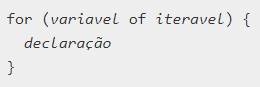 for (variavel of iteravel) {
  declaração
}